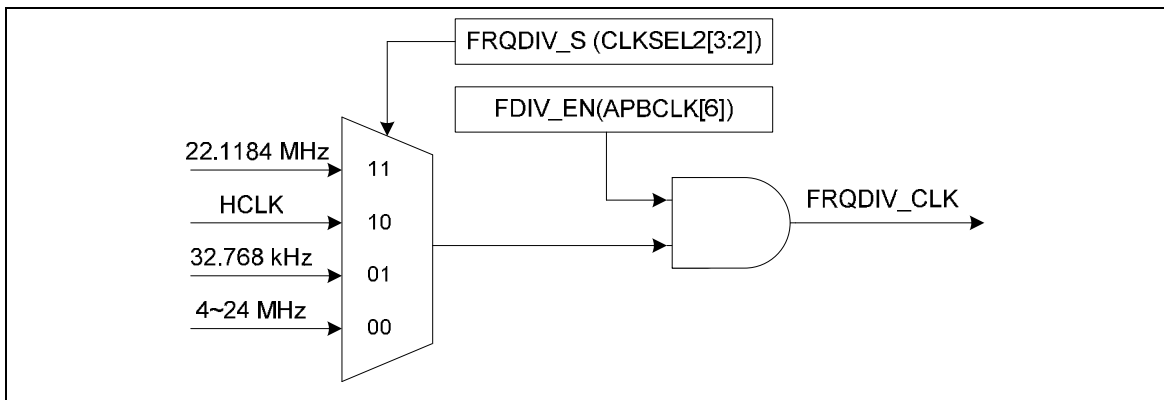 FRQDIV_S (CLKSEL2[3:2])
FDIV_EN(APBCLK[6])
22.1184 MHz
11
HCLK
10
32.768 kHz
01
4~24 MHz
00
FRQDIV_CLK